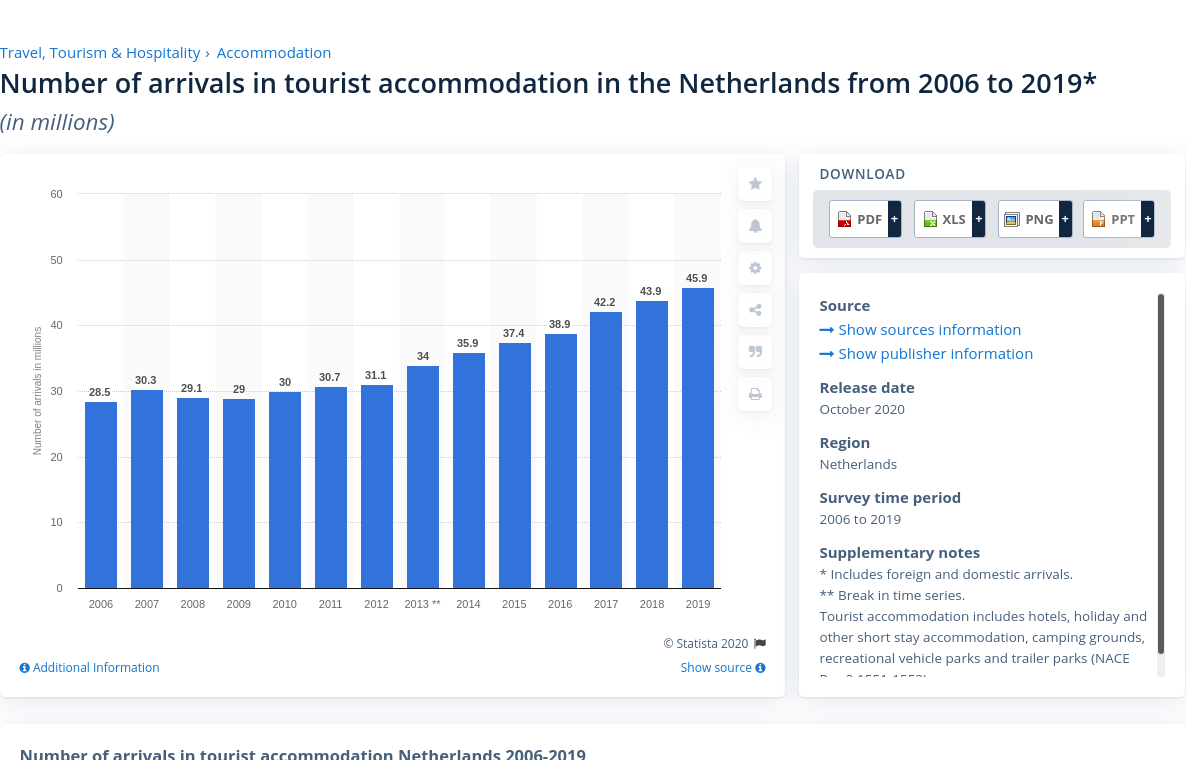 Travel, Tourism & Hospitality › Accommodation
Number of arrivals in tourist accommodation in the Netherlands from 2006 to 2019*
(in millions)
60
50
40
30
20
10
0
Number of arrivals in millions
28.5
30.3
29.1
29
30
30.7
31.1
34
35.9
37.4
38.9
42.2
43.9
45.9
2006 2007 2008 2009 2010 2011 2012 2013 ** 2014 2015 2016 2017 2018 2019
© Statista 2020
Additional Information
Show source
DOWNLOAD
PDF + XLS + PNG + PPT +
Source
Show sources information
Show publisher information
Release date
October 2020
Region
Netherlands
Survey time period
2006 to 2019
Supplementary notes
* Includes foreign and domestic arrivals.
** Break in time series.
Tourist accommodation includes hotels, holiday and
other short stay accommodation, camping grounds,
recreational vehicle parks and trailer parks (NACE
Number of arrivals in tourist accommodation Netherlands 2006-2019